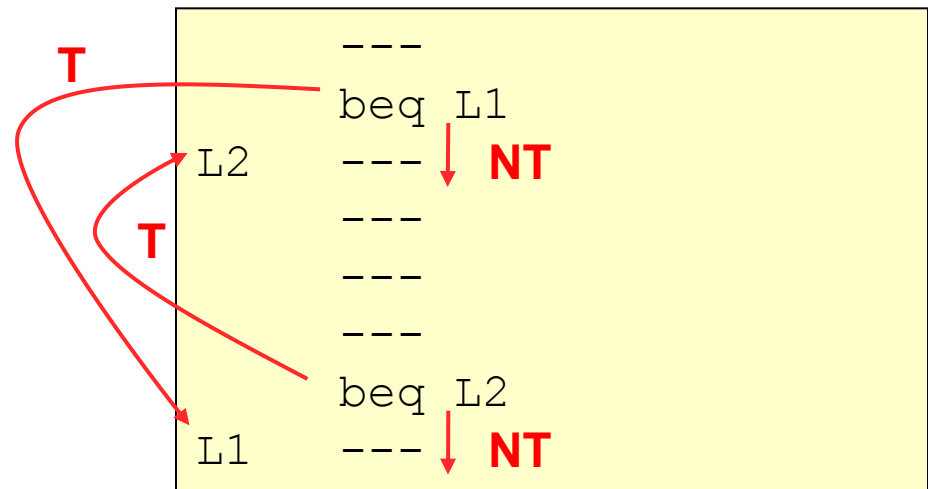 ---
T
beq L1
L2 --- NT
---
T
---
---
beq L2
L1 --- NT